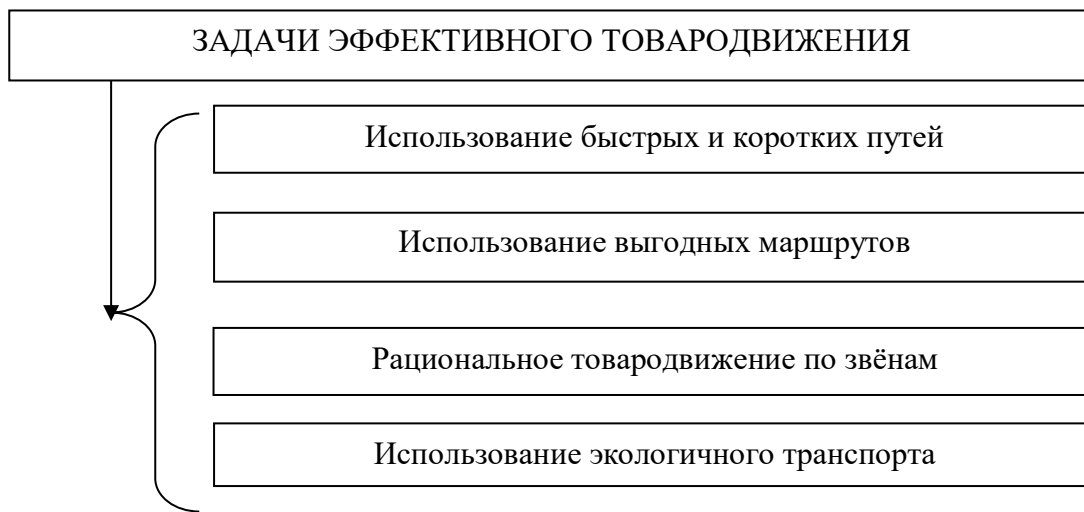 ЗАДАЧИ ЭФФЕКТИВНОГО ТОВАРОДВИЖЕНИЯ
Использование быстрых и коротких путей
Использование выгодных маршрутов
Рациональное товародвижение по звёнам
Использование экологичного транспорта